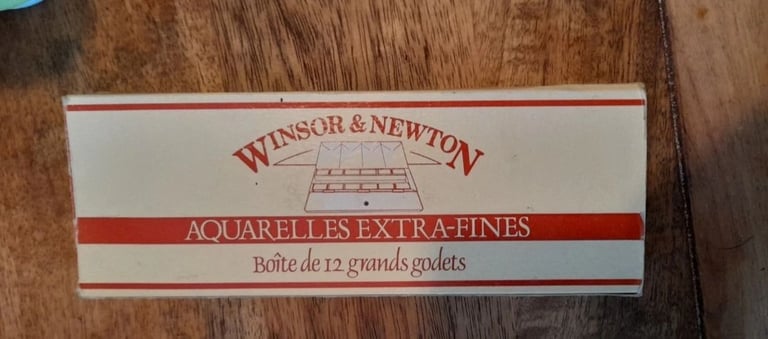 WINSOR & NEWTON
AQUARELLES EXTRA-FINES
Boîte de 12 grands godets